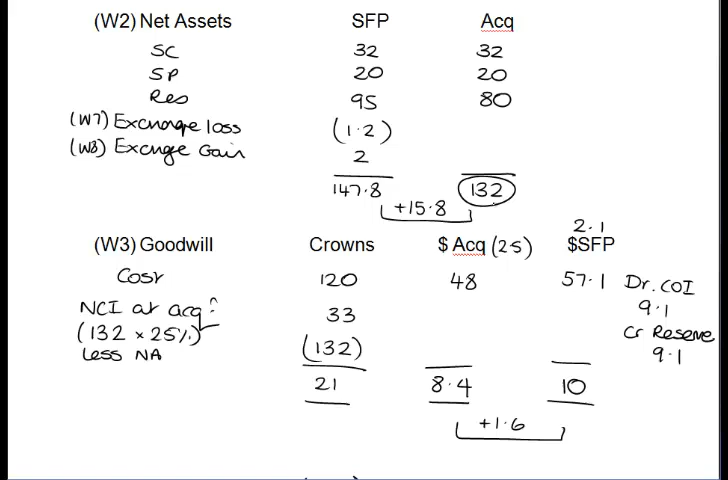 (W2) Net Assets SFP Acq
SC 32 32
SP 20 20
Res 95 80
(W7) Exchange loss (1.2)
(W8) Excnge Gain 2
147.8 132
+15.8
2.1
(W3) Goodwill Crowns $ Acq (2.5) $SFP
Cost 120 48 57.1 Dr. COI
NCI at acq: 33 9.1
(132 x 25%) Cr Reserve
Less NA (132) 9.1
21 8.4 10
+1.6